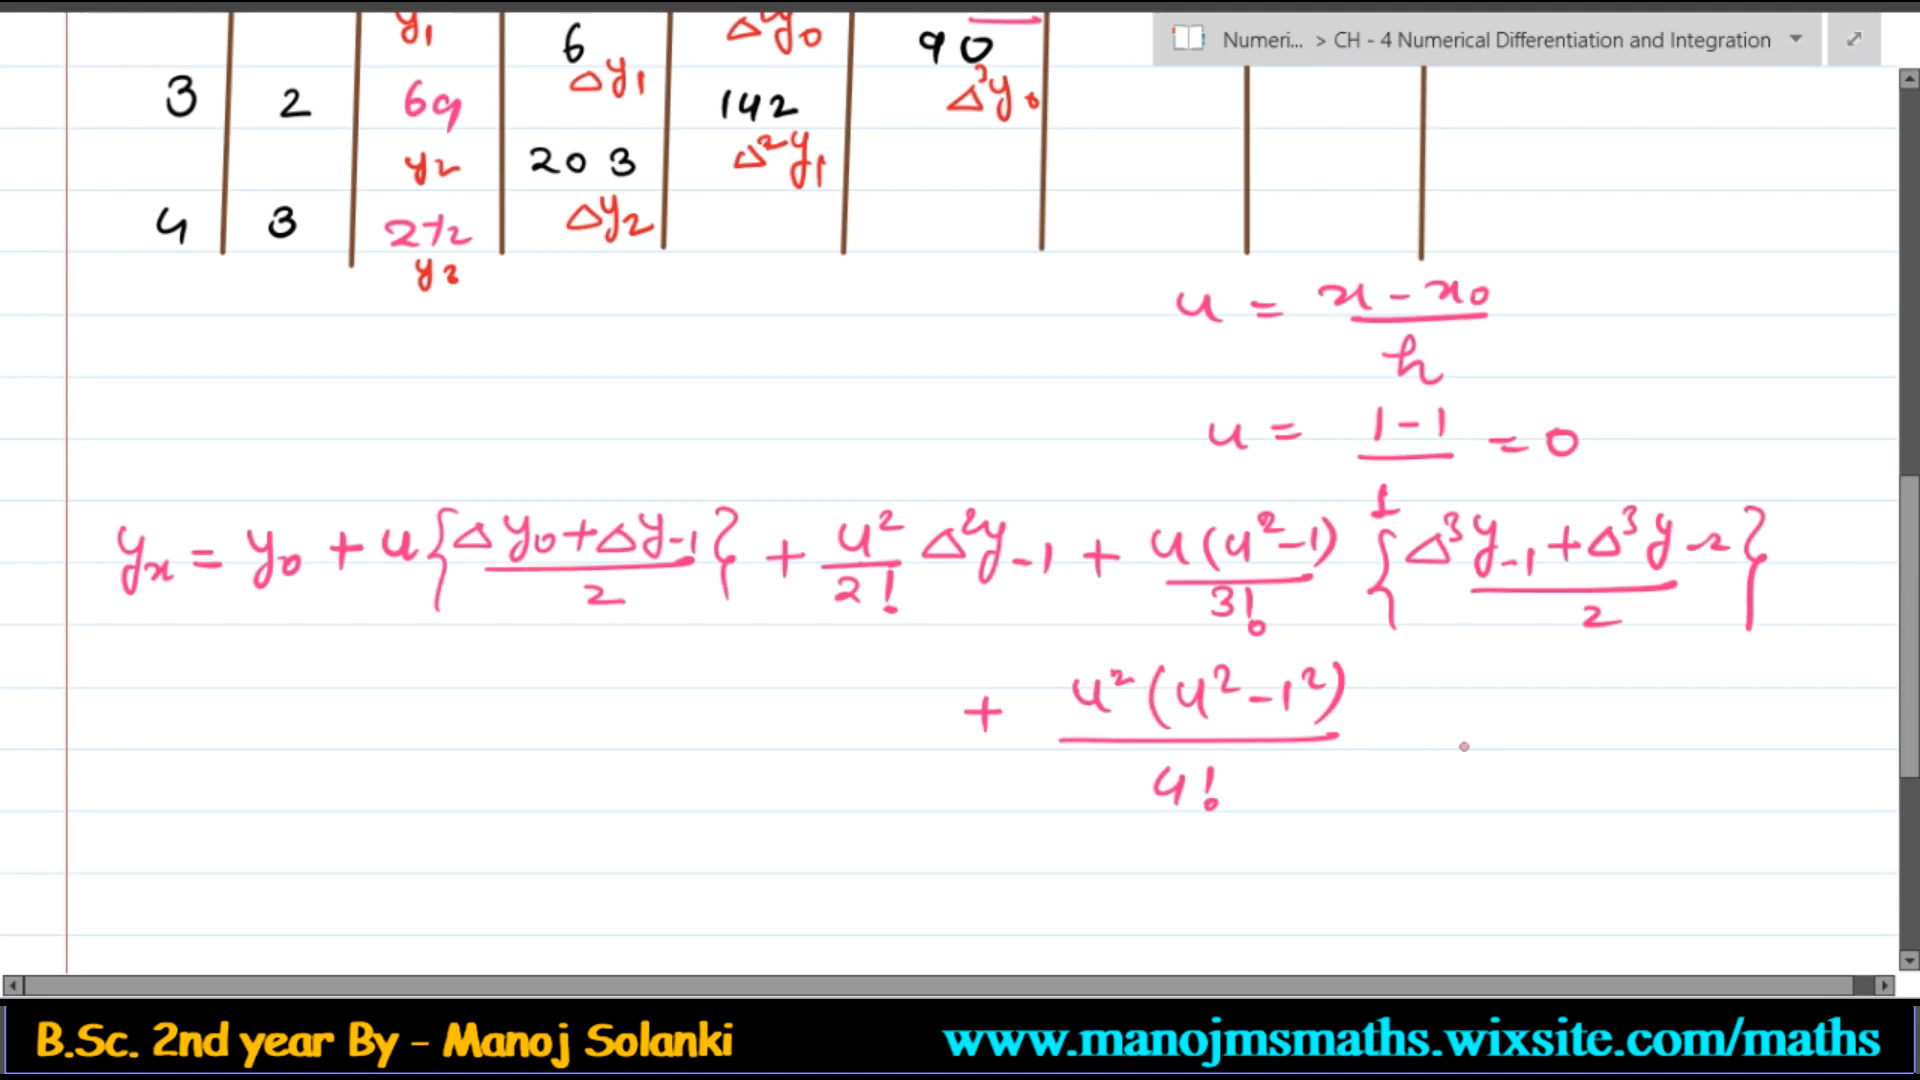 Numeri... > CH - 4 Numerical Differentiation and Integration
y₁ 6 Δ²y₀ 90
Δy₁ Δ³y₀
3 2 69 142
y₂ 203 Δ²y₁
4 3 272 Δy₂
y₃
u = x - x₀ / h
u = 1 - 1 / 1 = 0
yₓ = y₀ + u{Δy₀ + Δy₋₁ / 2} + u²/2! Δ²y₋₁ + u(u²-1)/3! {Δ³y₋₁ + Δ³y₋₂ / 2}
+ u²(u² - 1²) / 4!
B.Sc. 2nd year By - Manoj Solanki www.manojmsmaths.wixsite.com/maths